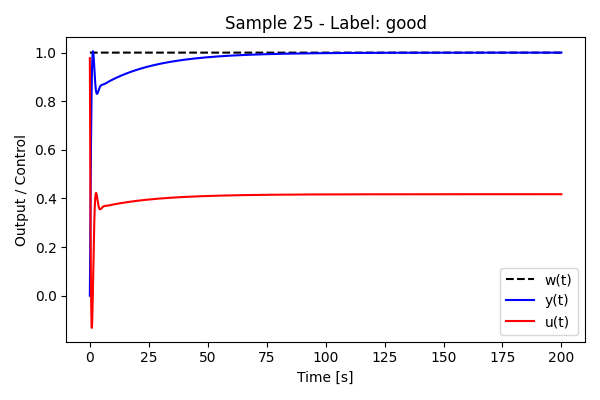 Sample 25 - Label: good
Output / Control
1.0
0.8
0.6
0.4
0.2
0.0
w(t)
y(t)
u(t)
0 25 50 75 100 125 150 175 200
Time [s]